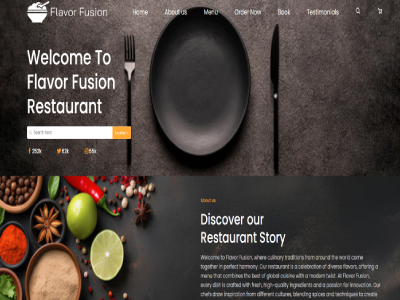 Flavor Fusion
Home About us Menu Order Now Book Testimonials
Welcome To
Flavor Fusion
Restaurant
Search here
252k 62k 55k
About us
Discover our
Restaurant Story
Welcome to Flavor Fusion, where culinary traditions from around the world come
together in perfect harmony. Our restaurant is a celebration of diverse flavors, offering a
menu that combines the best of global cuisine with a modern twist. At Flavor Fusion,
every dish is crafted with fresh, high-quality ingredients and a passion for innovation. Our
chefs draw inspiration from different cultures, blending spices and techniques to create